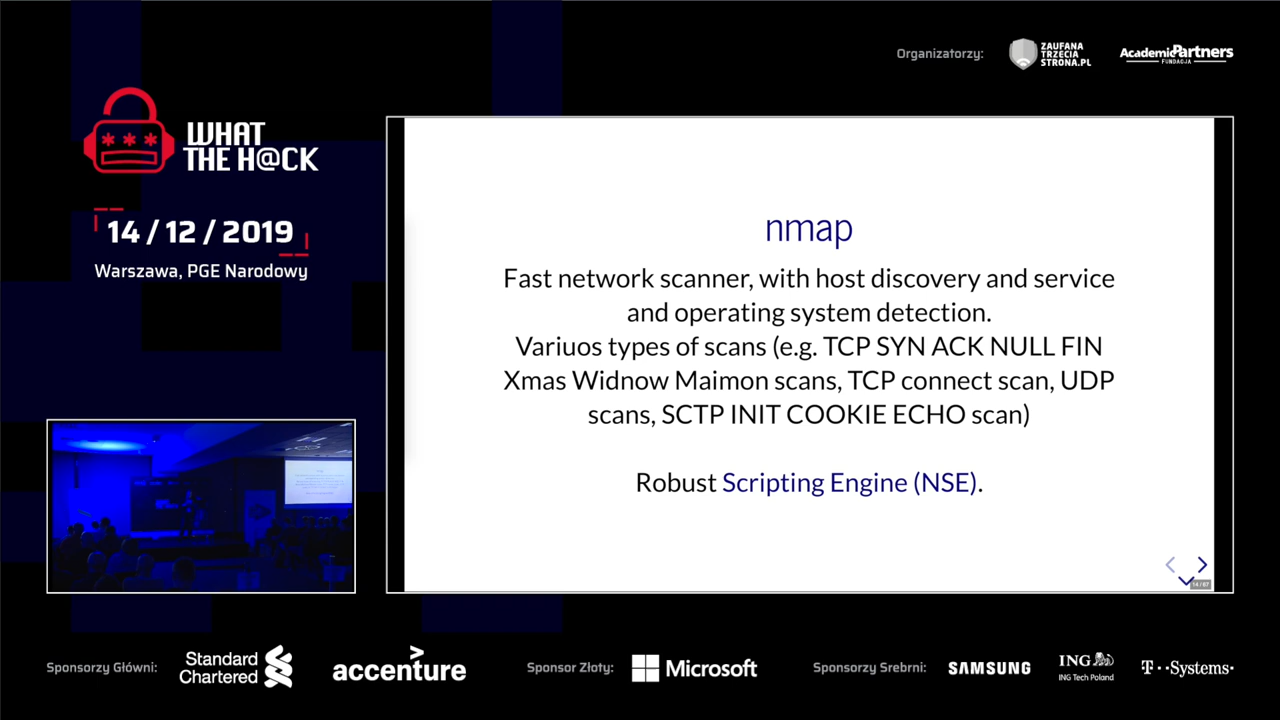 Organizatorzy:
ZAUFANA
TRZECIA
STRONA.PL
AcademicPartners
FUNDACJA
WHAT
THE H@CK
14 / 12 / 2019
Warszawa, PGE Narodowy
nmap
Fast network scanner, with host discovery and service
and operating system detection.
Variuos types of scans (e.g. TCP SYN ACK NULL FIN
Xmas Widnow Maimon scans, TCP connect scan, UDP
scans, SCTP INIT COOKIE ECHO scan)
Robust Scripting Engine (NSE).
14 / 67
Sponsorzy Główni:
Standard
Chartered
accenture
Sponsor Złoty:
Microsoft
Sponsorzy Srebrni:
SAMSUNG
ING
ING Tech Poland
T··Systems·